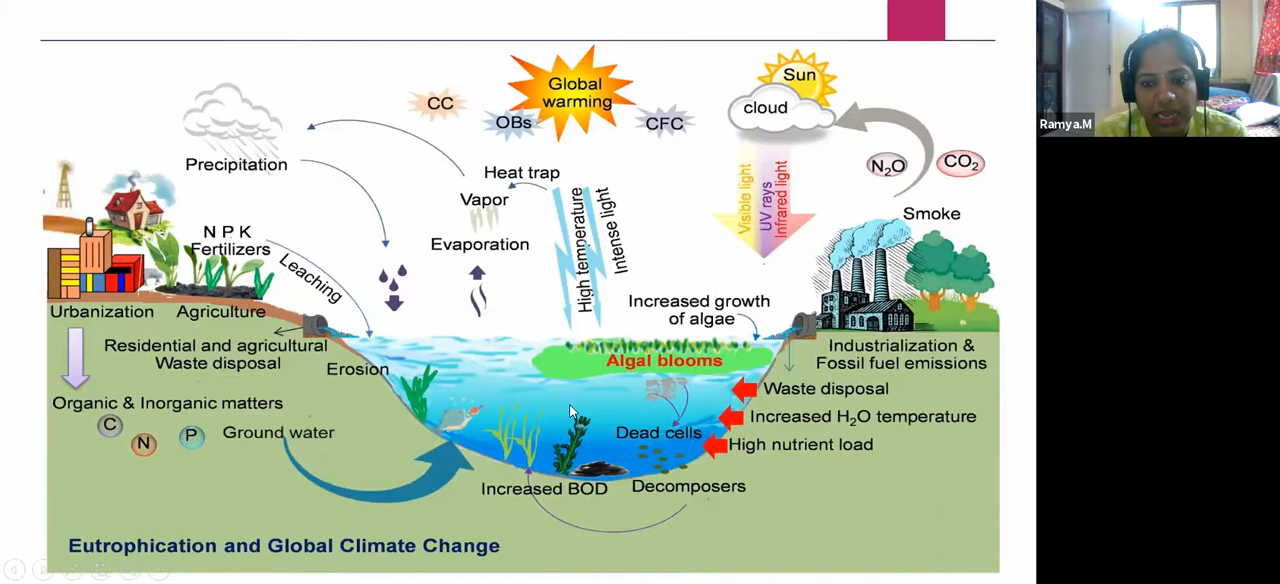 Global
warming
CC
OBs
CFC
Sun
cloud
Ramya.M
Precipitation
Heat trap
Vapor
Evaporation
High temperature
Intense light
Visible light
UV rays
Infrared light
N₂O
CO₂
Smoke
N P K
Fertilizers
Leaching
Urbanization
Agriculture
Increased growth
of algae
Residential and agricultural
Waste disposal
Erosion
Algal blooms
Industrialization &
Fossil fuel emissions
Organic & Inorganic matters
C
N
P
Ground water
Waste disposal
Increased H₂O temperature
High nutrient load
Dead cells
Increased BOD
Decomposers
Eutrophication and Global Climate Change